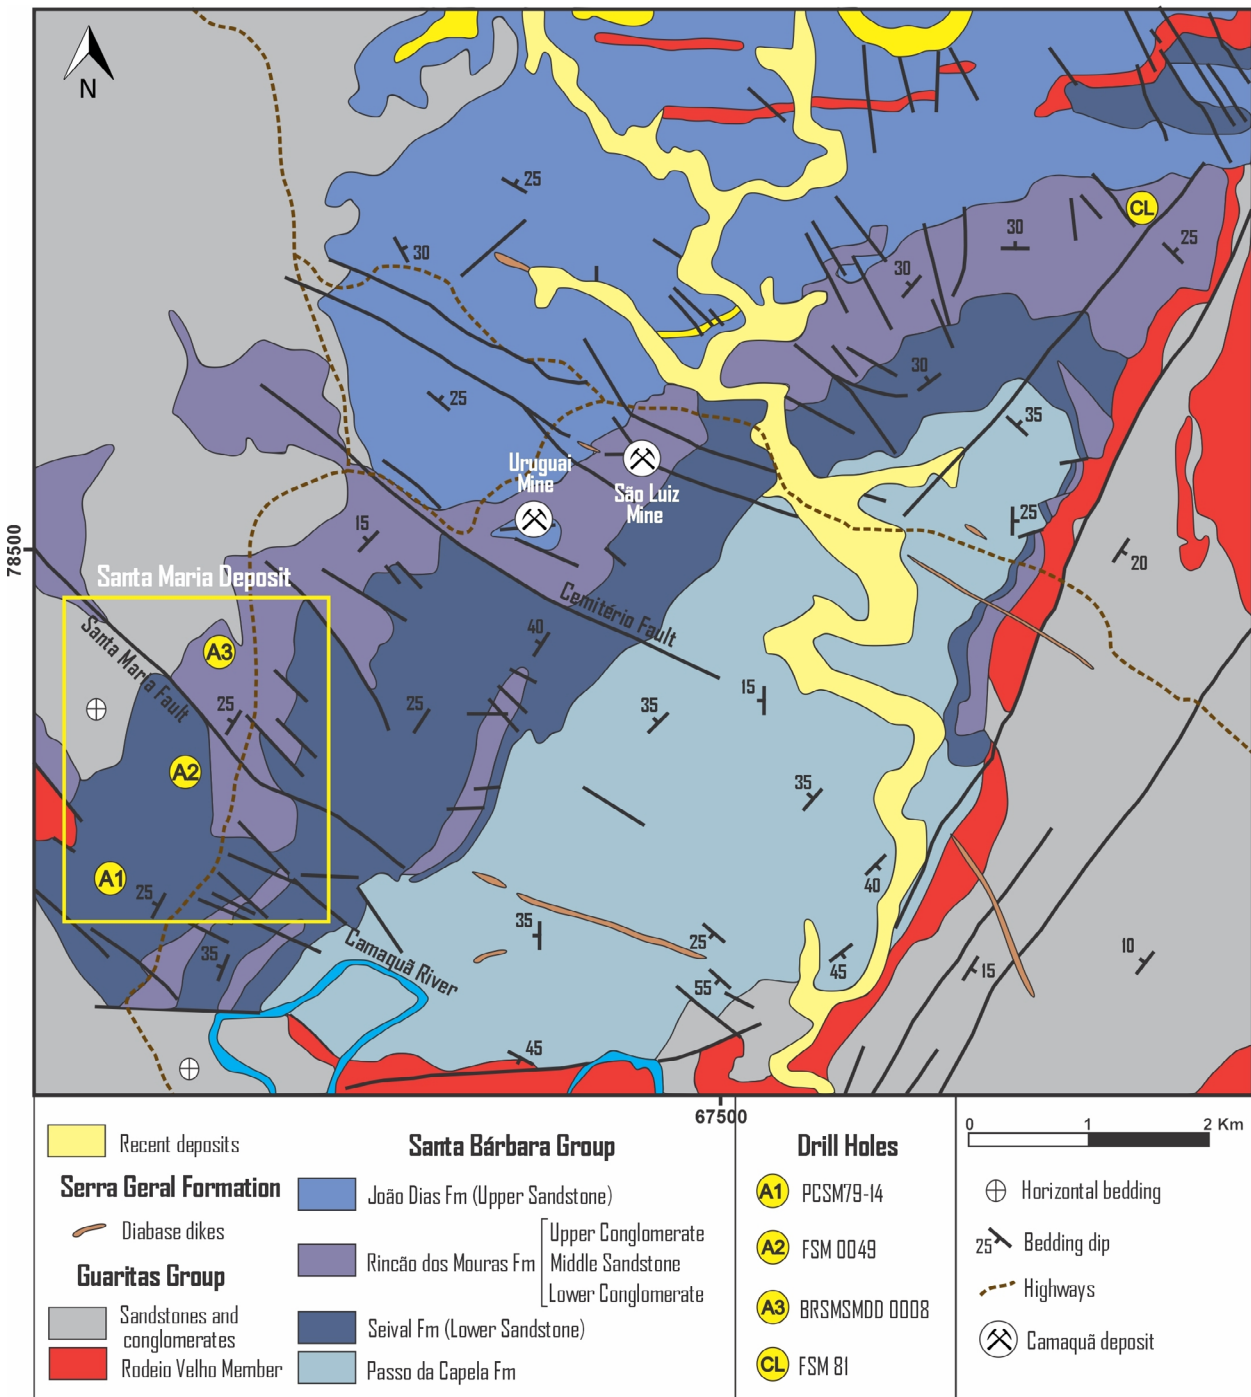 N
25
30
30
CL
25
30
25
30
35
Uruguai
Mine
São Luiz
Mine
15
25
20
78500
Santa Maria Deposit
Cemitério Fault
Santa Maria Fault
A3
40
25
25
35
15
A2
35
A1
25
40
35
35
25
45
10
15
55
Camaquã River
45
67500
Recent deposits
Serra Geral Formation
Diabase dikes
Guaritas Group
Sandstones and
conglomerates
Rodeio Velho Member
Santa Bárbara Group
João Dias Fm (Upper Sandstone)
Rincão dos Mouras Fm
Upper Conglomerate
Middle Sandstone
Lower Conglomerate
Seival Fm (Lower Sandstone)
Passo da Capela Fm
Drill Holes
A1 PCSM79-14
A2 FSM 0049
A3 BRSMSMDD 0008
CL FSM 81
0 1 2 Km
Horizontal bedding
25 Bedding dip
Highways
Camaquã deposit